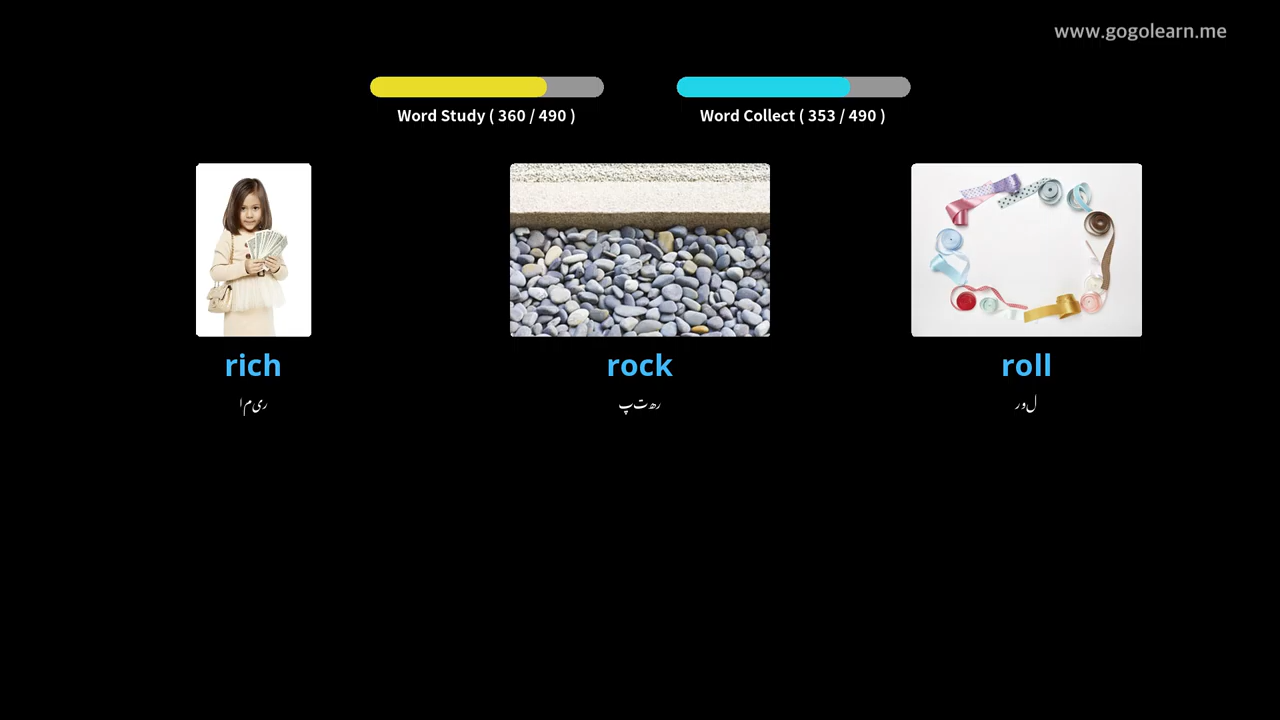 www.gogolearn.me
Word Study ( 360 / 490 )
Word Collect ( 353 / 490 )
rich
rock
roll
امیر
پتھر
رول